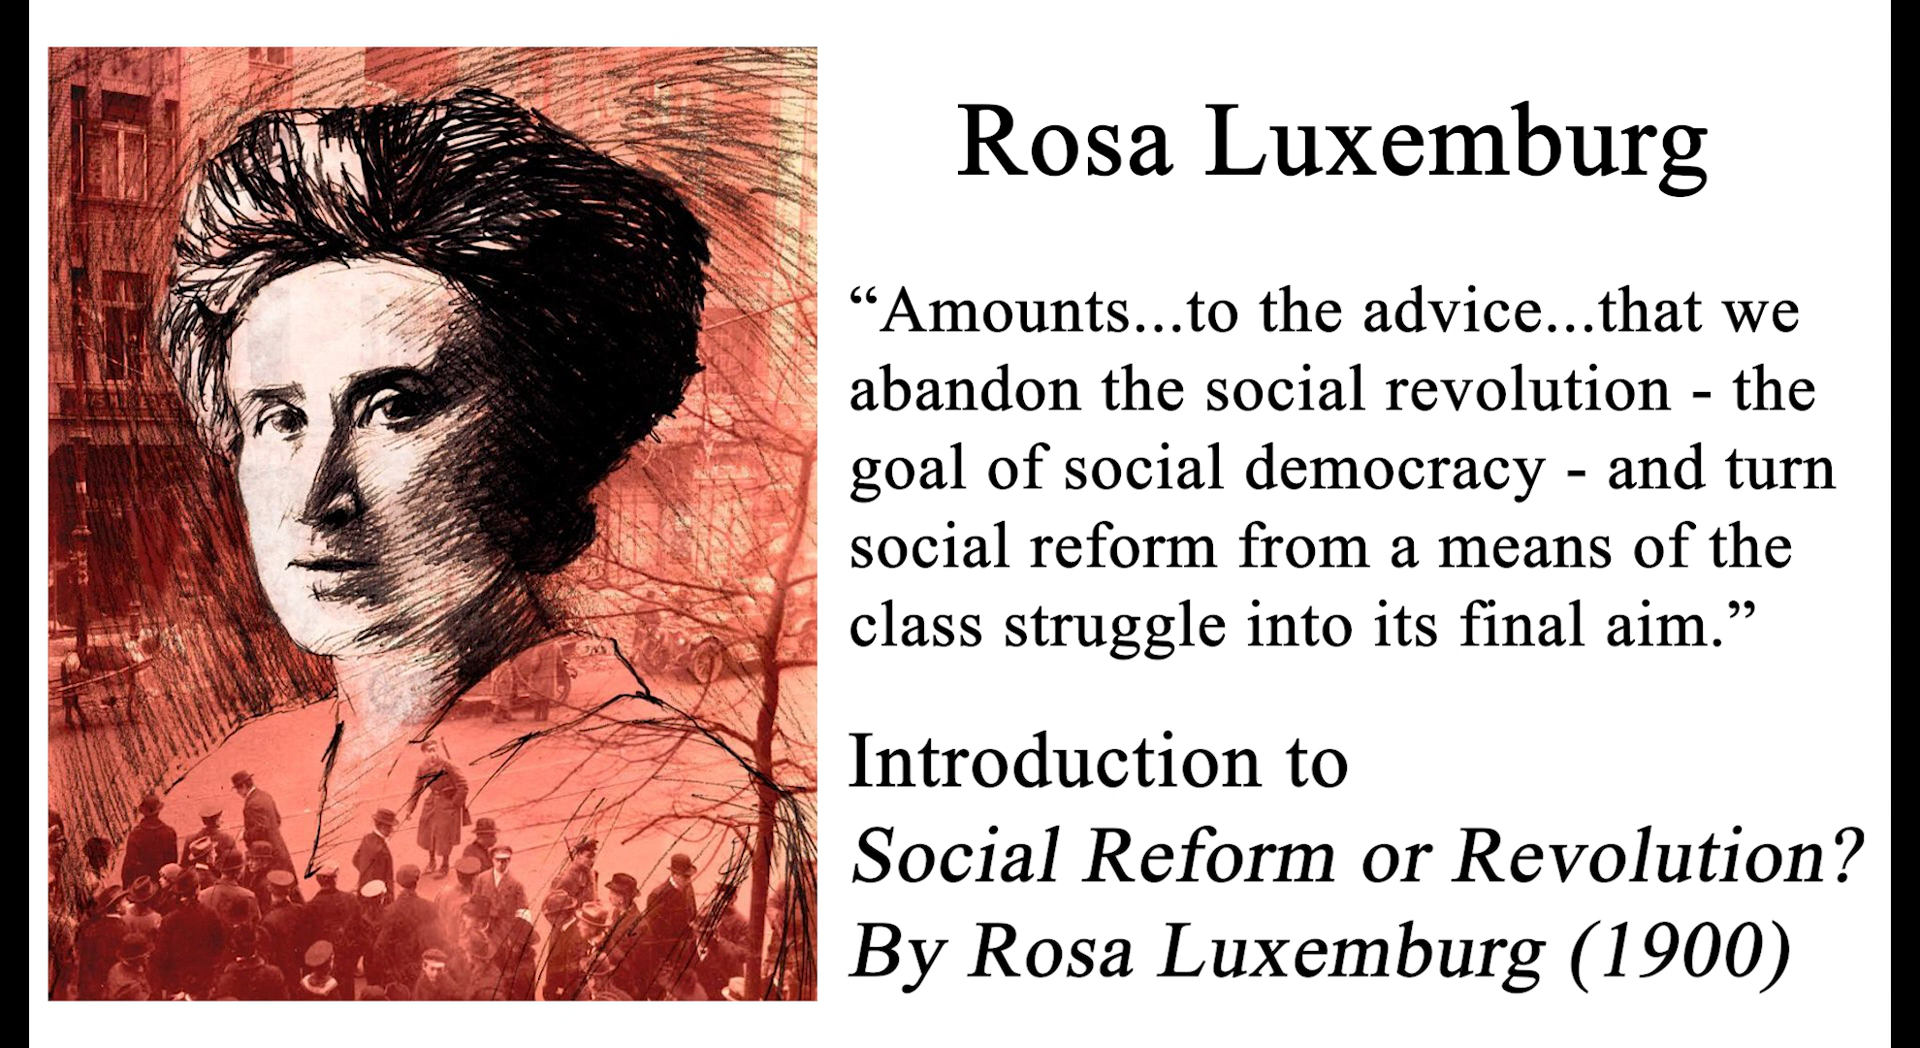 Rosa Luxemburg
“Amounts...to the advice...that we
abandon the social revolution - the
goal of social democracy - and turn
social reform from a means of the
class struggle into its final aim.”
Introduction to
Social Reform or Revolution?
By Rosa Luxemburg (1900)